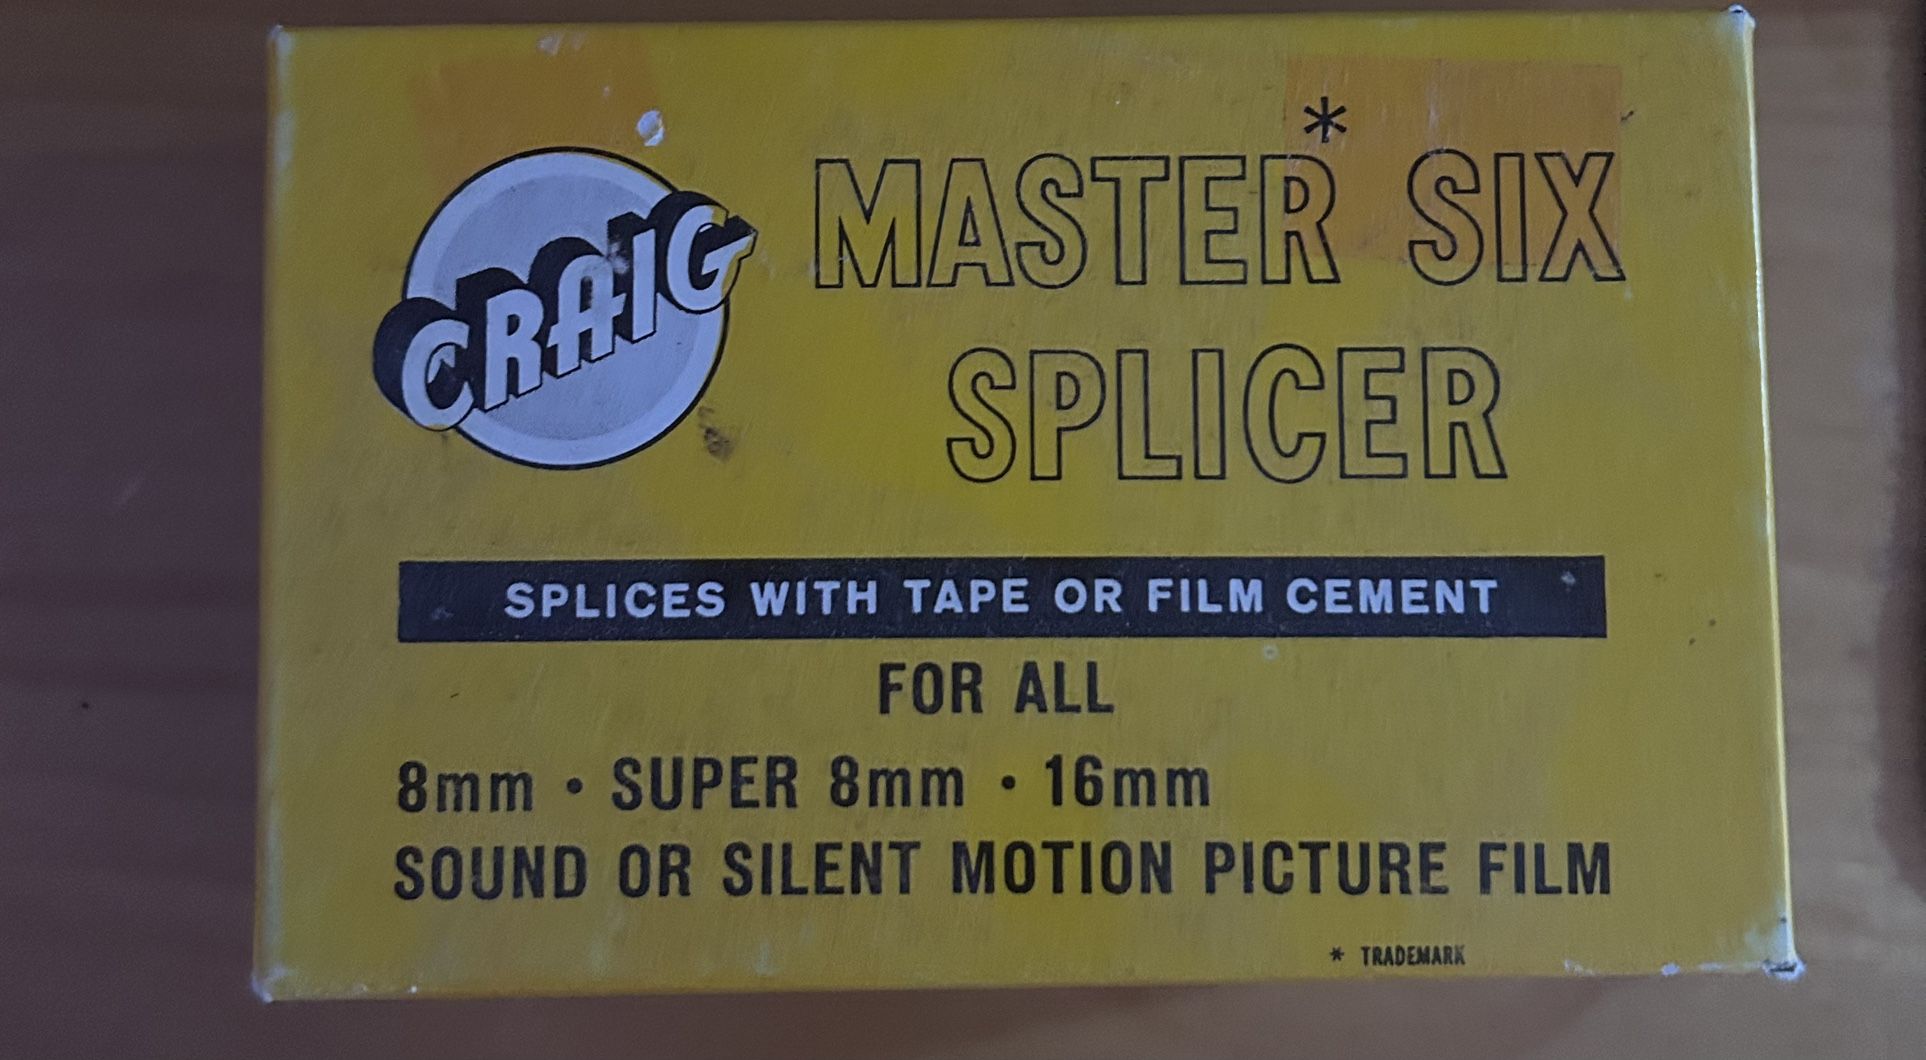 CRAIG
MASTER* SIX
SPLICER
SPLICES WITH TAPE OR FILM CEMENT
FOR ALL
8mm • SUPER 8mm • 16mm
SOUND OR SILENT MOTION PICTURE FILM
* TRADEMARK